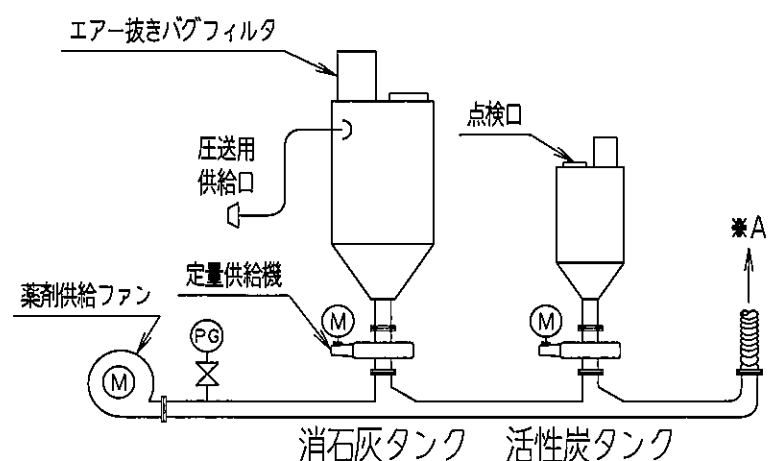 エアー抜きバグフィルタ
点検口
圧送用
供給口
※A
定量供給機
薬剤供給ファン
M
M
PG
M
消石灰タンク
活性炭タンク